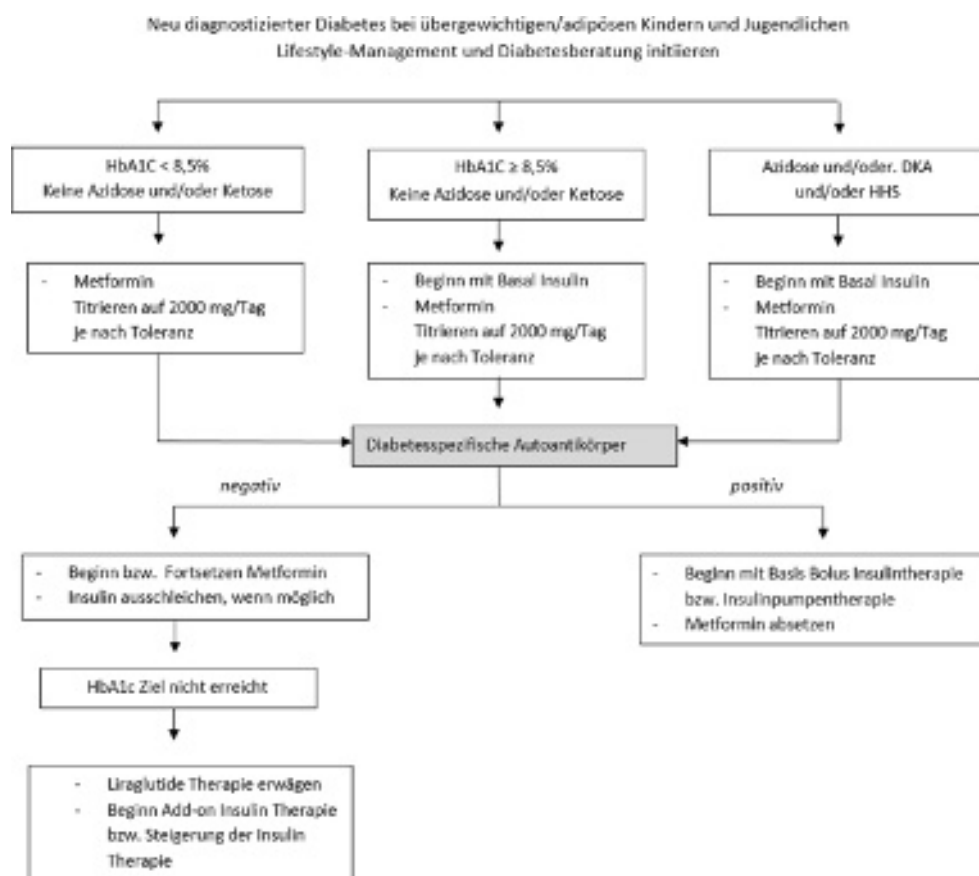 Neu diagnostizierter Diabetes bei übergewichtigen/adipösen Kindern und Jugendlichen
Lifestyle-Management und Diabetesberatung initiieren
HbA1C < 8,5%
Keine Azidose und/oder Ketose
HbA1C ≥ 8,5%
Keine Azidose und/oder Ketose
Azidose und/oder. DKA
und/oder HHS
- Metformin
Titrieren auf 2000 mg/Tag
je nach Toleranz
- Beginn mit Basal Insulin
- Metformin
Titrieren auf 2000 mg/Tag
je nach Toleranz
- Beginn mit Basal Insulin
- Metformin
Titrieren auf 2000 mg/Tag
je nach Toleranz
Diabetesspezifische Autoantikörper
negativ
positiv
- Beginn bzw. Fortsetzen Metformin
- Insulin ausschleichen, wenn möglich
- Beginn mit Basis Bolus Insulintherapie
bzw. Insulinpumpentherapie
- Metformin absetzen
HbA1c Ziel nicht erreicht
- Liraglutide Therapie erwägen
- Beginn Add-on Insulin Therapie
bzw. Steigerung der Insulin
Therapie